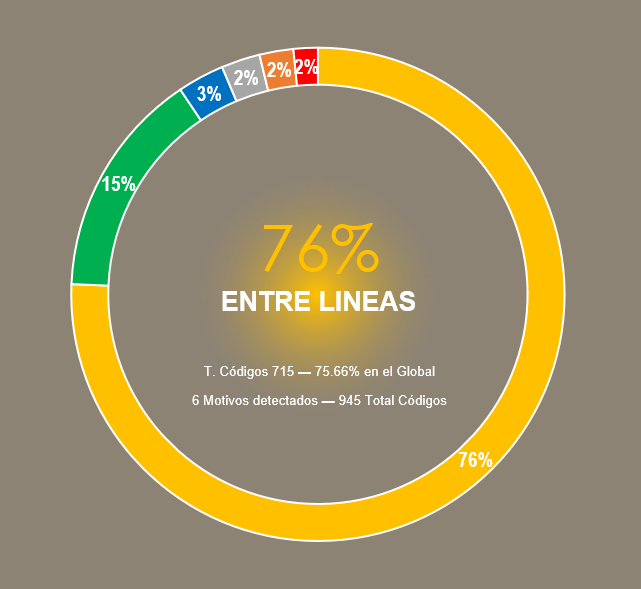 2%
2%
2%
3%
15%
76%
ENTRE LINEAS
T. Códigos 715 — 75.66% en el Global
6 Motivos detectados — 945 Total Códigos
76%